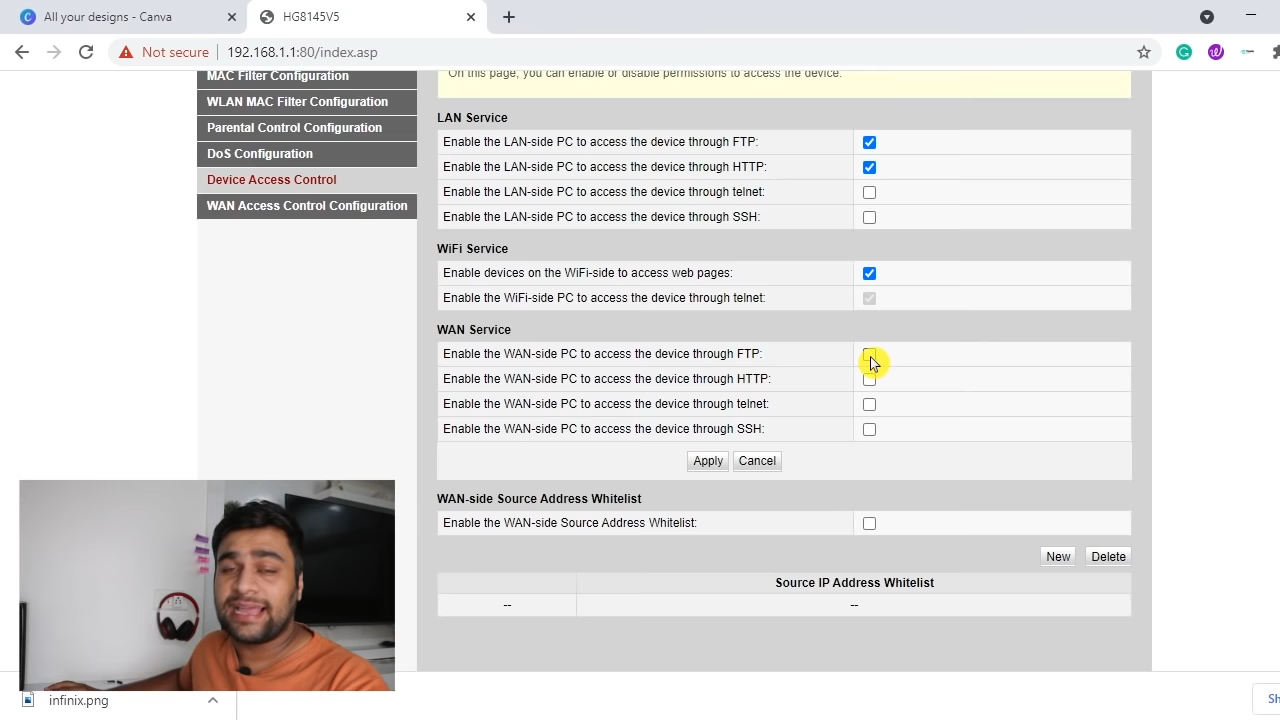 All your designs - Canva
HG8145V5
Not secure
192.168.1.1:80/index.asp
MAC Filter Configuration
WLAN MAC Filter Configuration
Parental Control Configuration
DoS Configuration
Device Access Control
WAN Access Control Configuration
On this page, you can enable or disable permissions to access the device.
LAN Service
Enable the LAN-side PC to access the device through FTP:
Enable the LAN-side PC to access the device through HTTP:
Enable the LAN-side PC to access the device through telnet:
Enable the LAN-side PC to access the device through SSH:
WiFi Service
Enable devices on the WiFi-side to access web pages:
Enable the WiFi-side PC to access the device through telnet:
WAN Service
Enable the WAN-side PC to access the device through FTP:
Enable the WAN-side PC to access the device through HTTP:
Enable the WAN-side PC to access the device through telnet:
Enable the WAN-side PC to access the device through SSH:
Apply Cancel
WAN-side Source Address Whitelist
Enable the WAN-side Source Address Whitelist:
New Delete
Source IP Address Whitelist
-- --
infinix.png
Sh